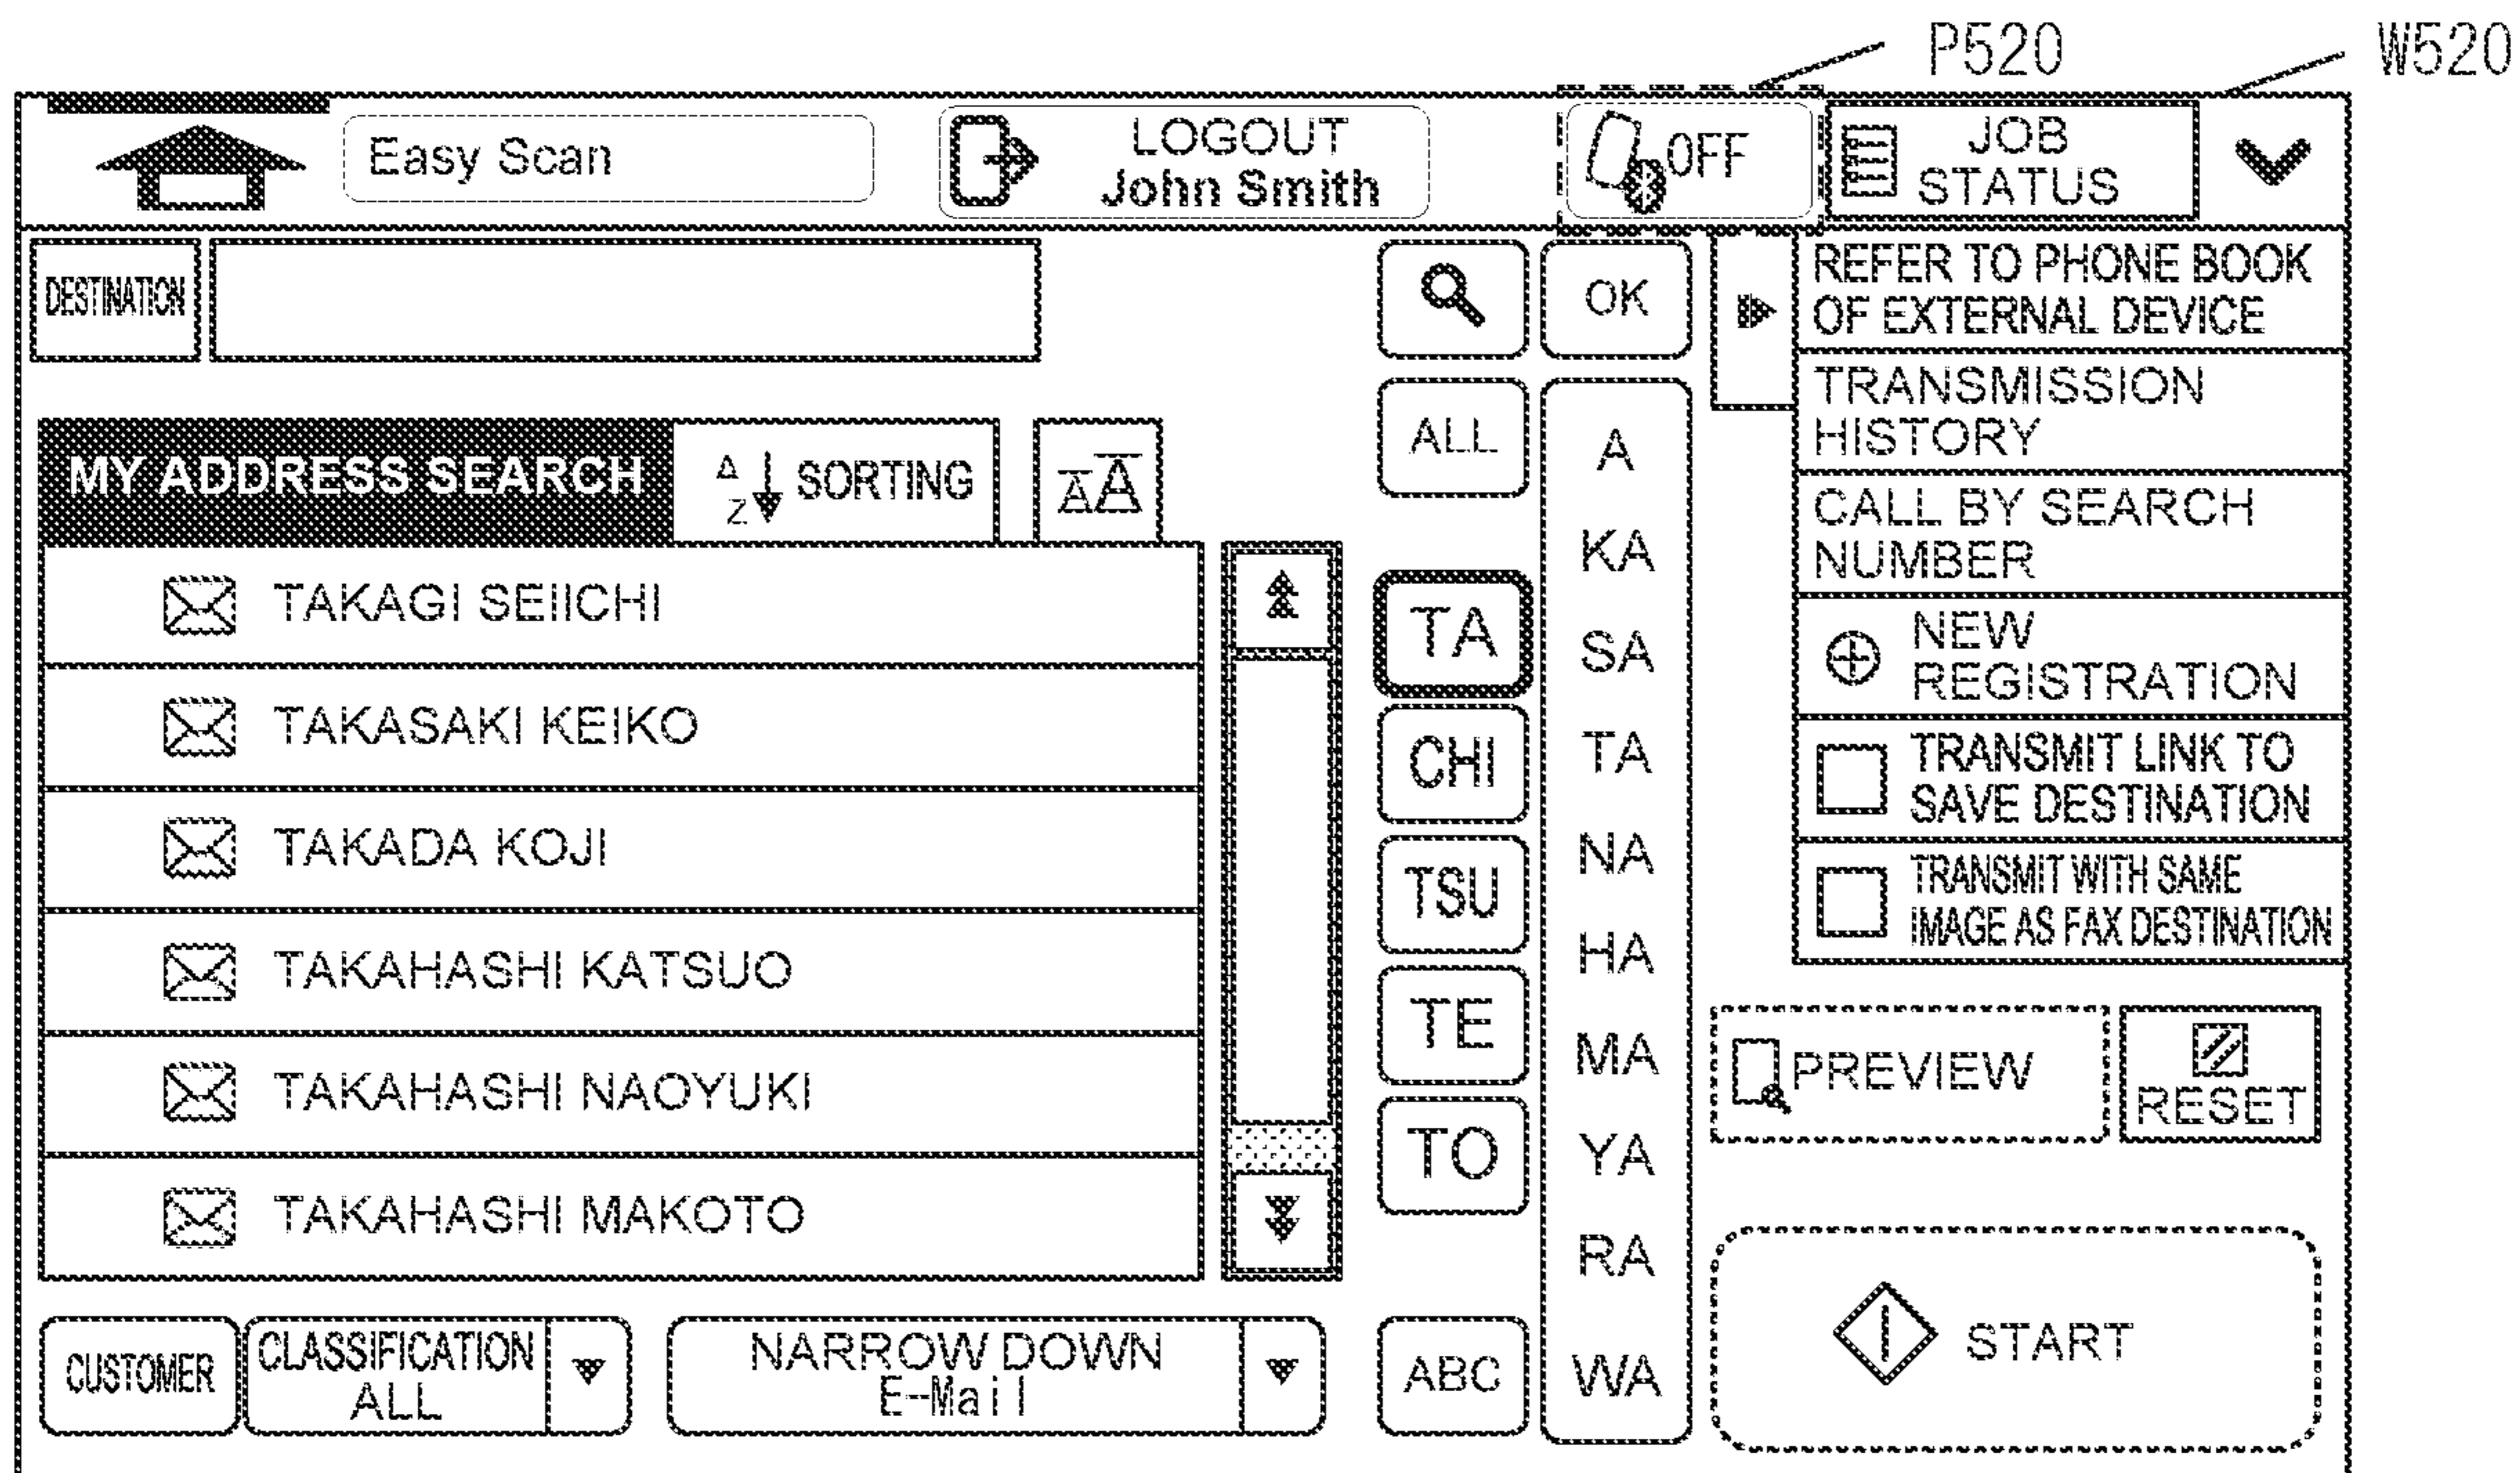 P520
W520
Easy Scan
LOGOUT
John Smith
OFF
JOB
STATUS
DESTINATION
OK
REFER TO PHONE BOOK
OF EXTERNAL DEVICE
TRANSMISSION
HISTORY
CALL BY SEARCH
NUMBER
NEW
REGISTRATION
TRANSMIT LINK TO
SAVE DESTINATION
TRANSMIT WITH SAME
IMAGE AS FAX DESTINATION
MY ADDRESS SEARCH
A
Z
SORTING
AA
TAKAGI SEIICHI
TAKASAKI KEIKO
TAKADA KOJI
TAKAHASHI KATSUO
TAKAHASHI NAOYUKI
TAKAHASHI MAKOTO
ALL
TA
CHI
TSU
TE
TO
ABC
A
KA
SA
TA
NA
HA
MA
YA
RA
WA
PREVIEW
RESET
START
CUSTOMER
CLASSIFICATION
ALL
NARROW DOWN
E-Mail